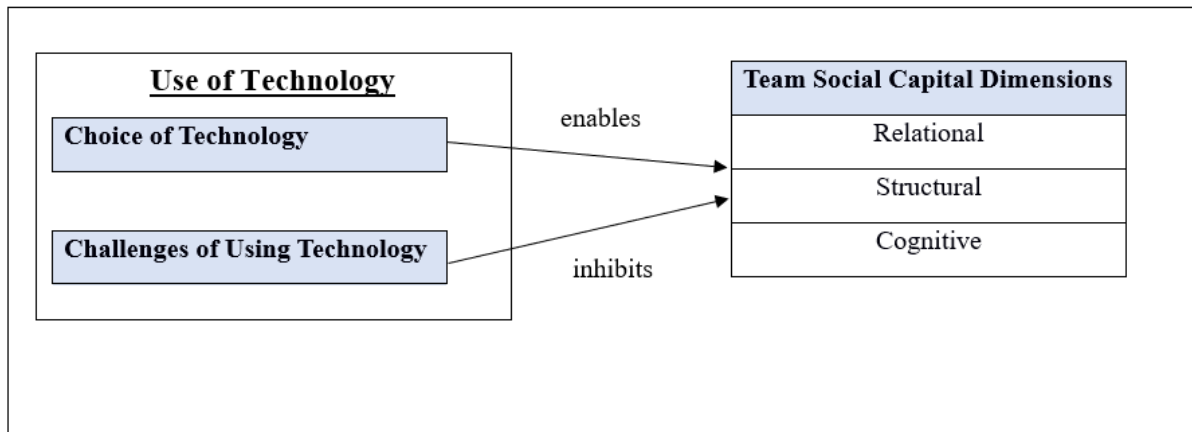 Use of Technology
Choice of Technology
Challenges of Using Technology
enables
inhibits
Team Social Capital Dimensions
Relational
Structural
Cognitive